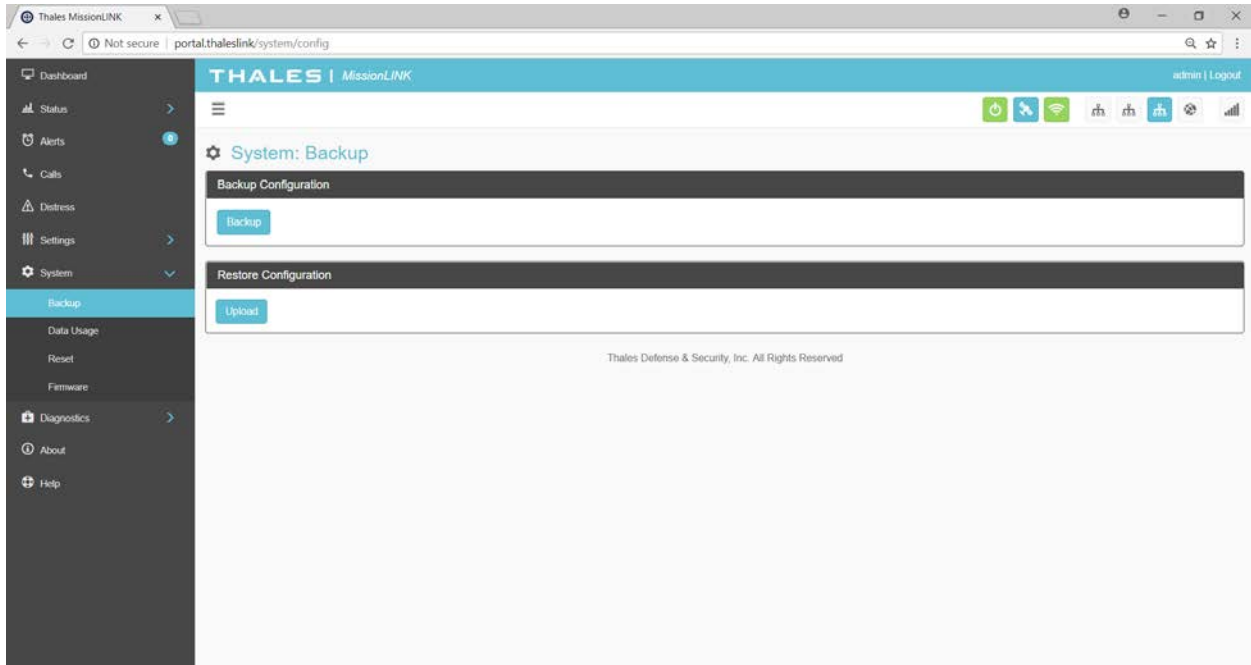 Thales MissionLINK
Not secure | portal.thaleslink/system/config
Dashboard
THALES | MissionLINK
admin | Logout
Status
Alerts
0
Calls
Distress
Settings
System
Backup
Data Usage
Reset
Firmware
Diagnostics
About
Help
System: Backup
Backup Configuration
Backup
Restore Configuration
Upload
Thales Defense & Security, Inc. All Rights Reserved